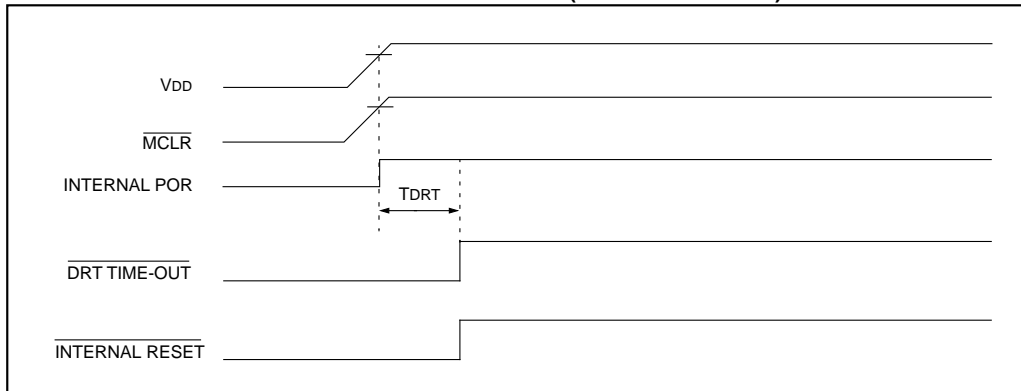 VDD
MCLR
INTERNAL POR
TDRT
DRT TIME-OUT
INTERNAL RESET